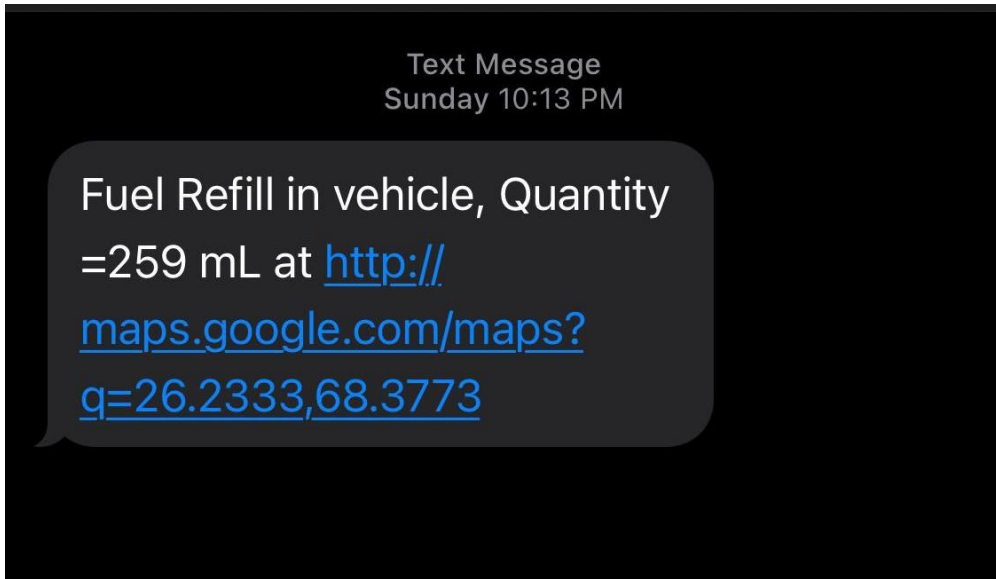 Text Message
Sunday 10:13 PM
Fuel Refill in vehicle, Quantity
=259 mL at http://
maps.google.com/maps?
q=26.2333,68.3773